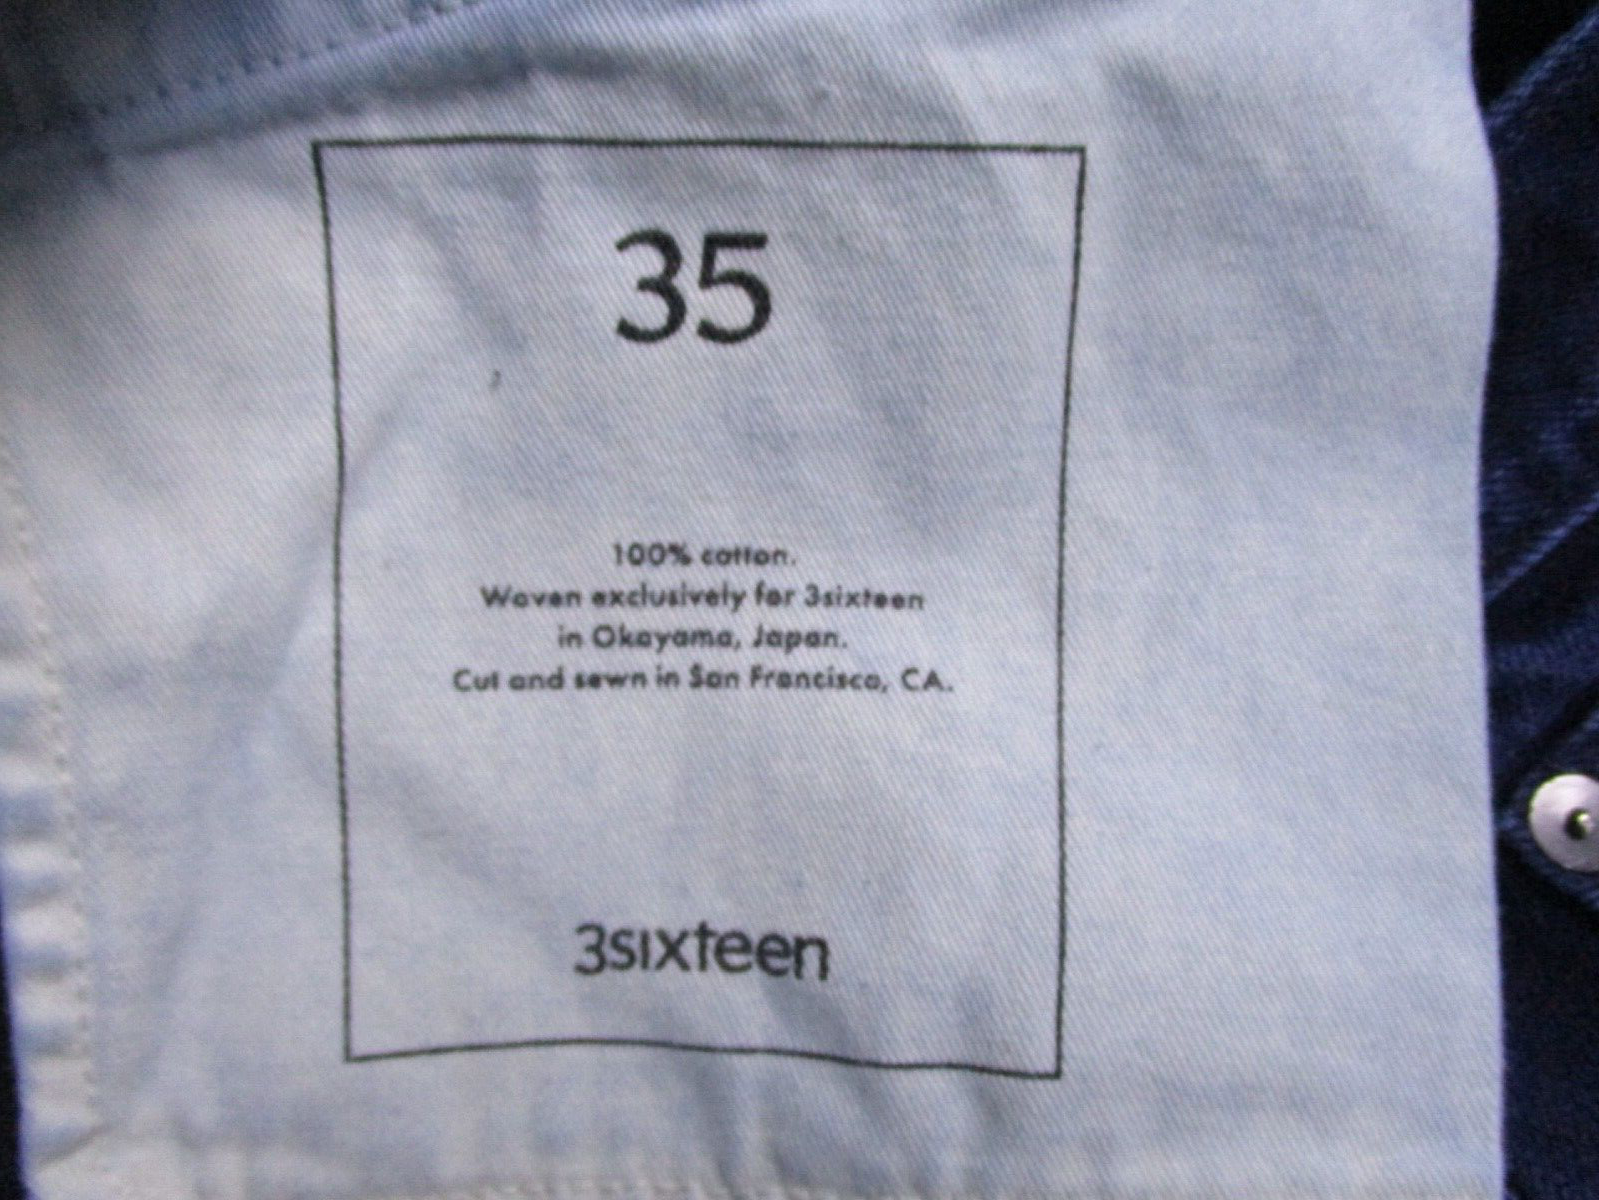 35
100% cotton.
Woven exclusively for 3sixteen
in Okayama, Japan.
Cut and sewn in San Francisco, CA.
3sixteen